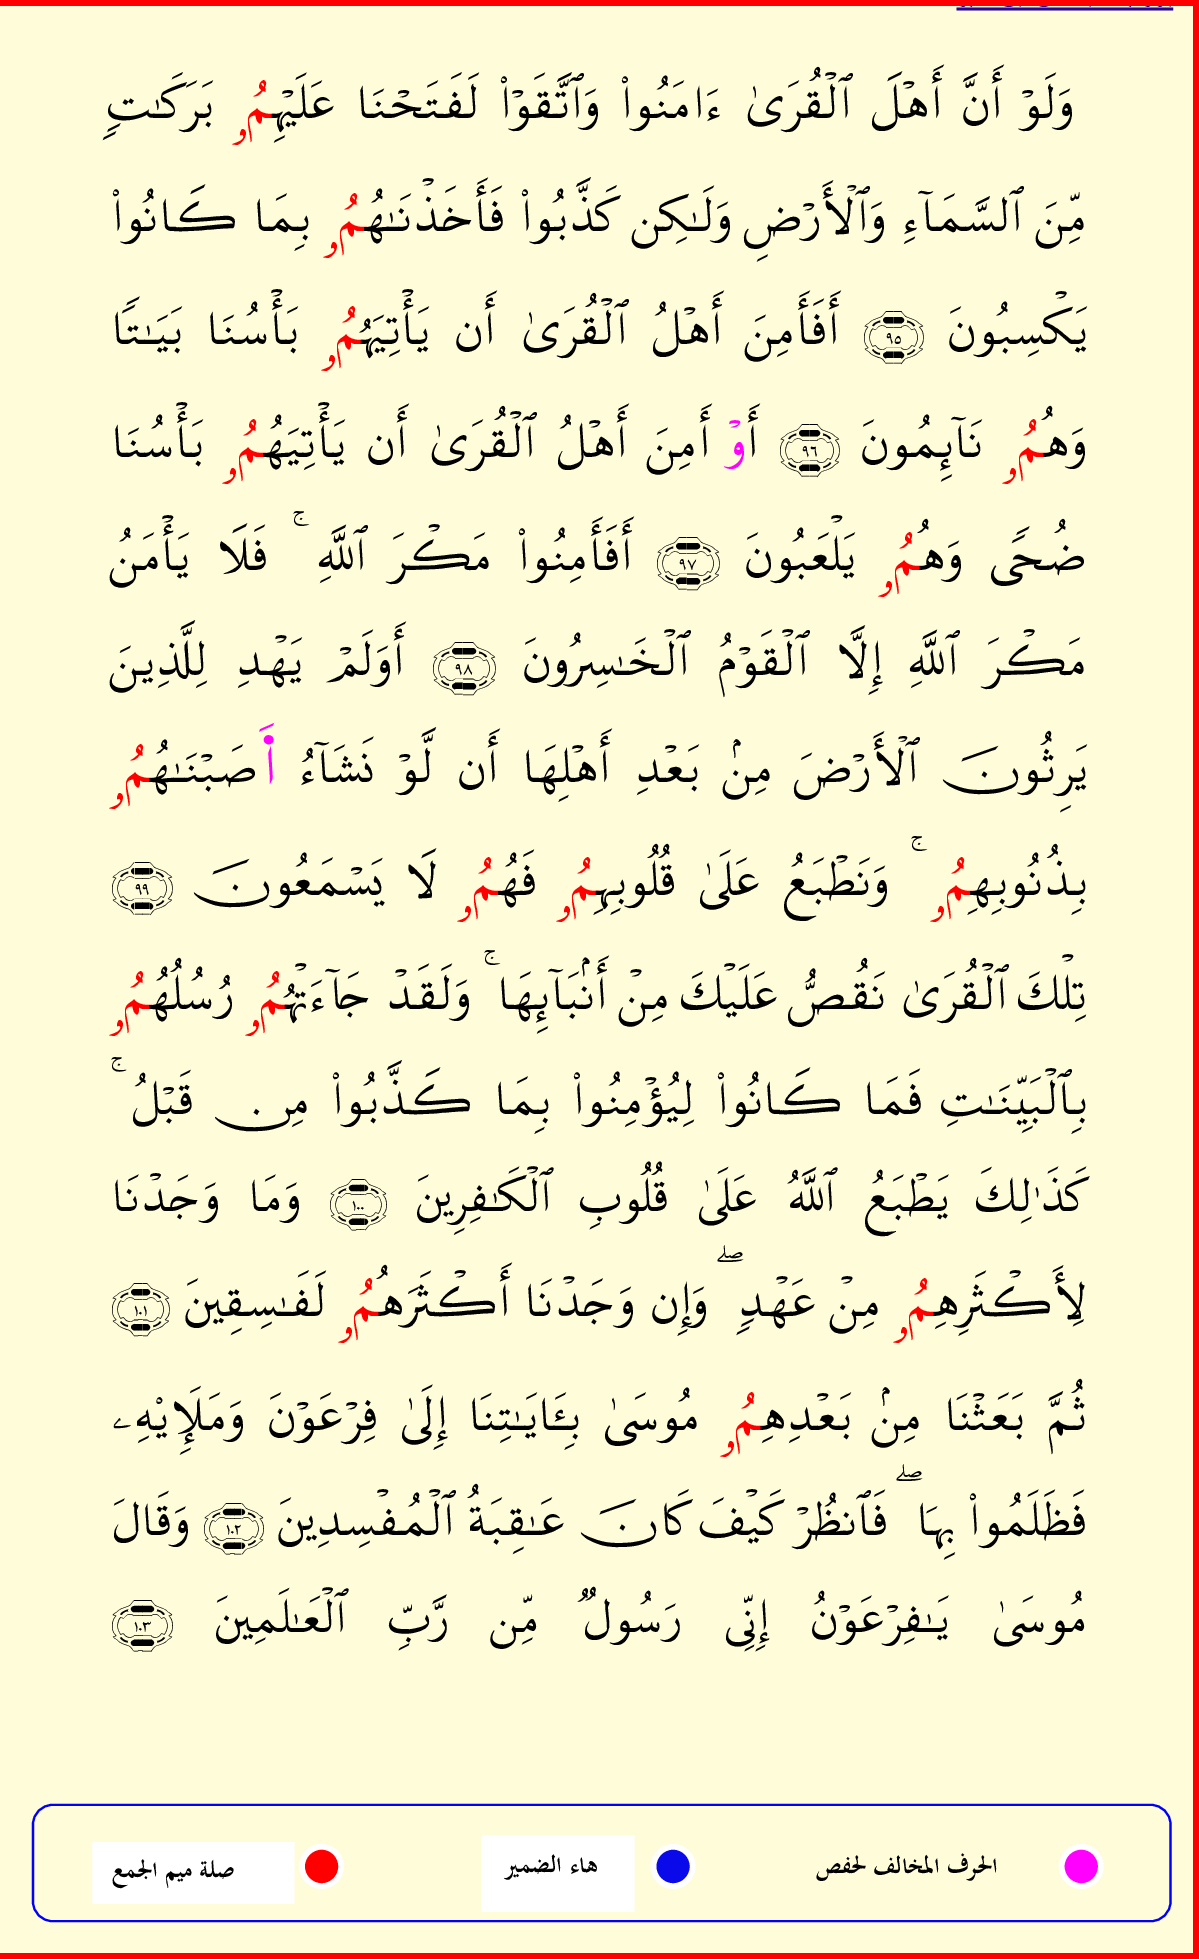 وَلَوۡ أَنَّ أَهۡلَ ٱلۡقُرَىٰ ءَامَنُواْ وَٱتَّقَوۡاْ لَفَتَحۡنَا عَلَيۡهِمُۥ بَرَكَٰتٖ
مِّنَ ٱلسَّمَآءِ وَٱلۡأَرۡضِ وَلَٰكِن كَذَّبُواْ فَأَخَذۡنَٰهُمُۥ بِمَا كَانُواْ
يَكۡسِبُونَ ٩٥ أَفَأَمِنَ أَهۡلُ ٱلۡقُرَىٰ أَن يَأۡتِيَهُمُۥ بَأۡسُنَا بَيَٰتٗا
وَهُمُۥ نَآئِمُونَ ٩٦ أَوۡ أَمِنَ أَهۡلُ ٱلۡقُرَىٰ أَن يَأۡتِيَهُمُۥ بَأۡسُنَا
ضُحٗى وَهُمُۥ يَلۡعَبُونَ ٩٧ أَفَأَمِنُواْ مَكۡرَ ٱللَّهِۚ فَلَا يَأۡمَنُ
مَكۡرَ ٱللَّهِ إِلَّا ٱلۡقَوۡمُ ٱلۡخَٰسِرُونَ ٩٨ أَوَلَمۡ يَهۡدِ لِلَّذِينَ
يَرِثُونَ ٱلۡأَرۡضَ مِنۢ بَعۡدِ أَهۡلِهَا أَن لَّوۡ نَشَآءُ أَصَبۡنَٰهُمُۥ
بِذُنُوبِهِمُۥۚ وَنَطۡبَعُ عَلَىٰ قُلُوبِهِمُۥ فَهُمُۥ لَا يَسۡمَعُونَ ٩٩
تِلۡكَ ٱلۡقُرَىٰ نَقُصُّ عَلَيۡكَ مِنۡ أَنۢبَآئِهَاۚ وَلَقَدۡ جَآءَتۡهُمُۥ رُسُلُهُمُۥ
بِٱلۡبَيِّنَٰتِ فَمَا كَانُواْ لِيُؤۡمِنُواْ بِمَا كَذَّبُواْ مِن قَبۡلُۚ
كَذَٰلِكَ يَطۡبَعُ ٱللَّهُ عَلَىٰ قُلُوبِ ٱلۡكَٰفِرِينَ ١٠٠ وَمَا وَجَدۡنَا
لِأَكۡثَرِهِمُۥ مِنۡ عَهۡدٖۖ وَإِن وَجَدۡنَا أَكۡثَرَهُمُۥ لَفَٰسِقِينَ ١٠١
ثُمَّ بَعَثۡنَا مِنۢ بَعۡدِهِمُۥ مُوسَىٰ بِـَٔايَٰتِنَا إِلَىٰ فِرۡعَوۡنَ وَمَلَإِيْهِۦ
فَظَلَمُواْ بِهَاۖ فَٱنظُرۡ كَيۡفَ كَانَ عَٰقِبَةُ ٱلۡمُفۡسِدِينَ ١٠٢ وَقَالَ
مُوسَىٰ يَٰفِرۡعَوۡنُ إِنِّي رَسُولٞ مِّن رَّبِّ ٱلۡعَٰلَمِينَ ١٠٣
الحرف المخالف لحفص هاء الضمير صلة ميم الجمع